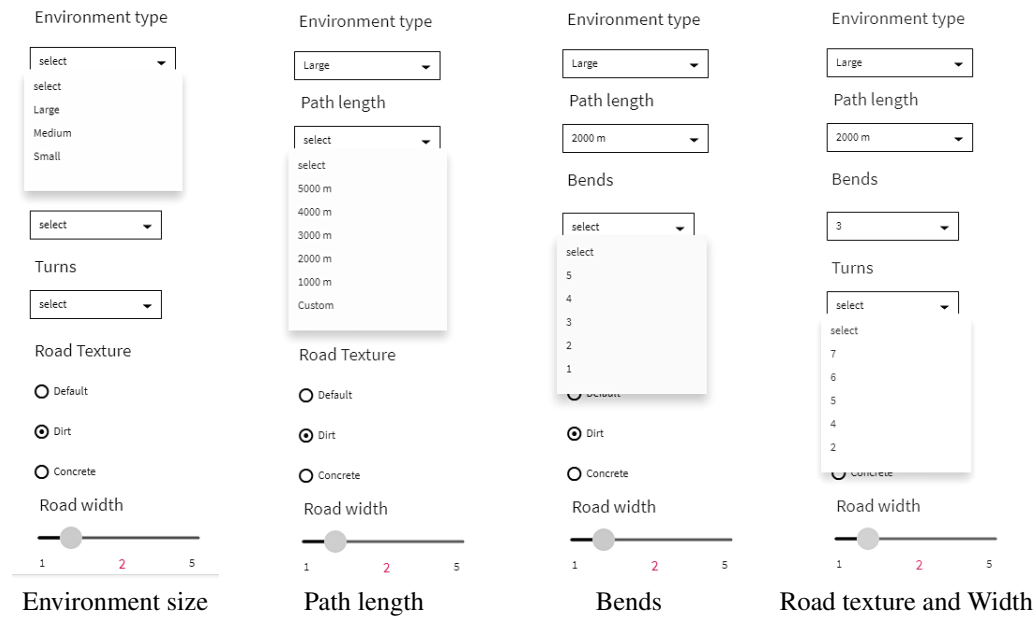 Environment type
select
select
Large
Medium
Small
select
Turns
select
Road Texture
Default
Dirt
Concrete
Road width
1 2 5
Environment size
Environment type
Large
Path length
select
select
5000 m
4000 m
3000 m
2000 m
1000 m
Custom
Road Texture
Default
Dirt
Concrete
Road width
1 2 5
Path length
Environment type
Large
Path length
2000 m
Bends
select
select
5
4
3
2
1
Default
Dirt
Concrete
Road width
1 2 5
Bends
Environment type
Large
Path length
2000 m
Bends
3
Turns
select
select
7
6
5
4
2
Concrete
Road width
1 2 5
Road texture and Width